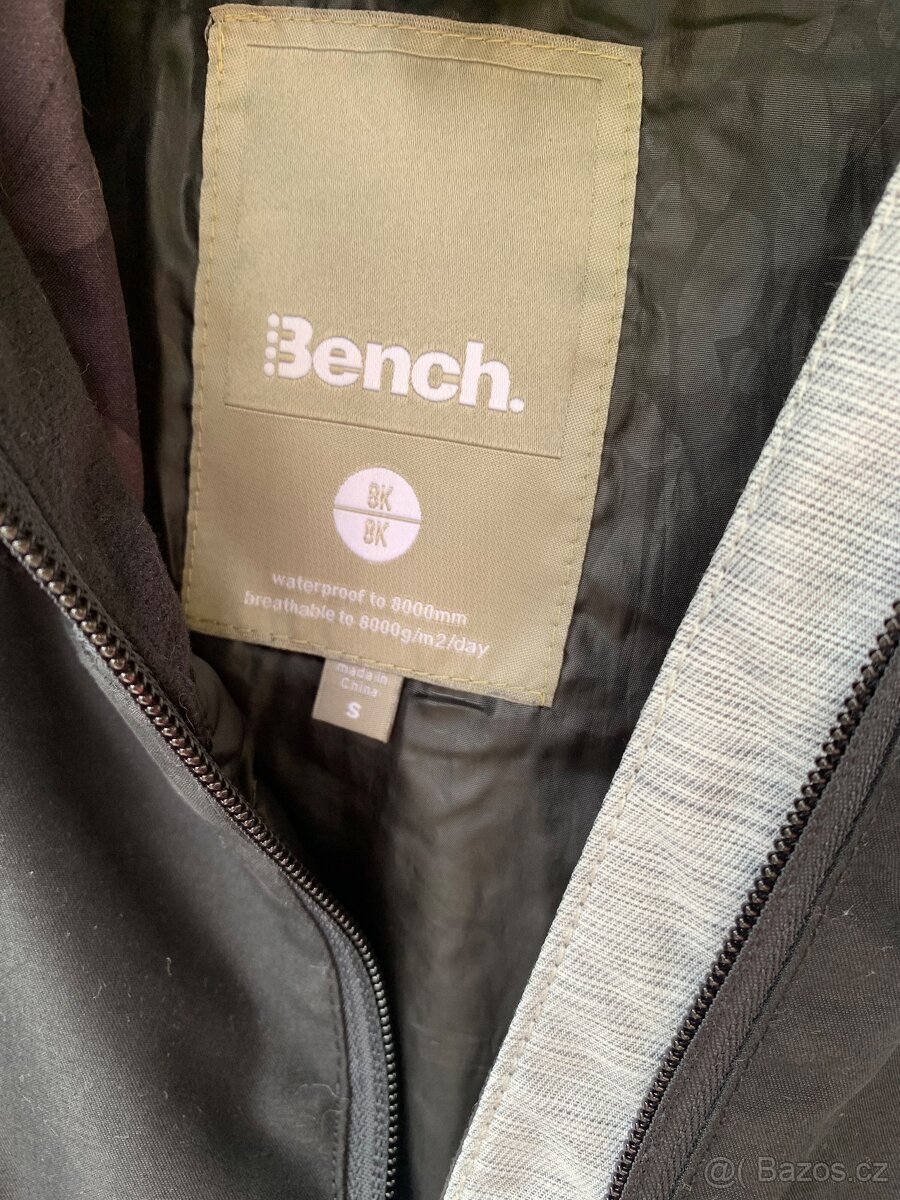 Bench.
8K
8K
waterproof to 8000mm
breathable to 8000g/m2/day
made in
China
S
@( Bazos.cz